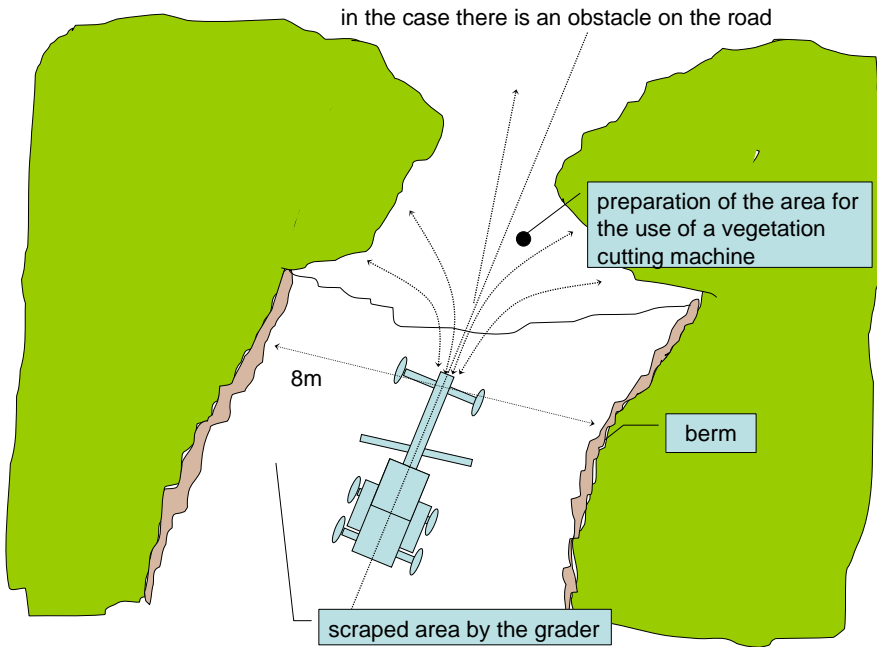 in the case there is an obstacle on the road
preparation of the area for
the use of a vegetation
cutting machine
8m
berm
scraped area by the grader